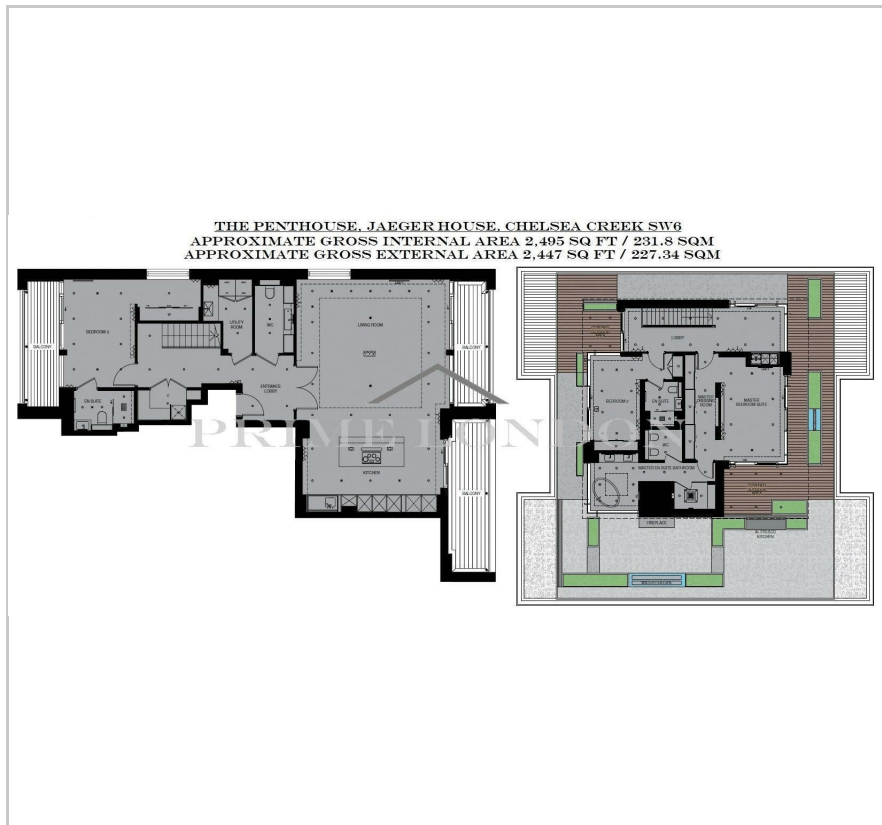 THE PENTHOUSE, JAEGER HOUSE, CHELSEA CREEK SW6
APPROXIMATE GROSS INTERNAL AREA 2,495 SQ FT / 231.8 SQM
APPROXIMATE GROSS EXTERNAL AREA 2,447 SQ FT / 227.34 SQM
BALCONY
BEDROOM
EN SUITE
UTILITY
ROOM
WC
ENTRANCE
LOBBY
LIVING ROOM
KITCHEN
BALCONY
BALCONY
PRIME LONDON
LOBBY
BEDROOM
EN SUITE
WC
MASTER
DRESSING
ROOM
MASTER
BEDROOM SUITE
MASTER EN SUITE BATHROOM
FIREPLACE
AL FRESCO
KITCHEN